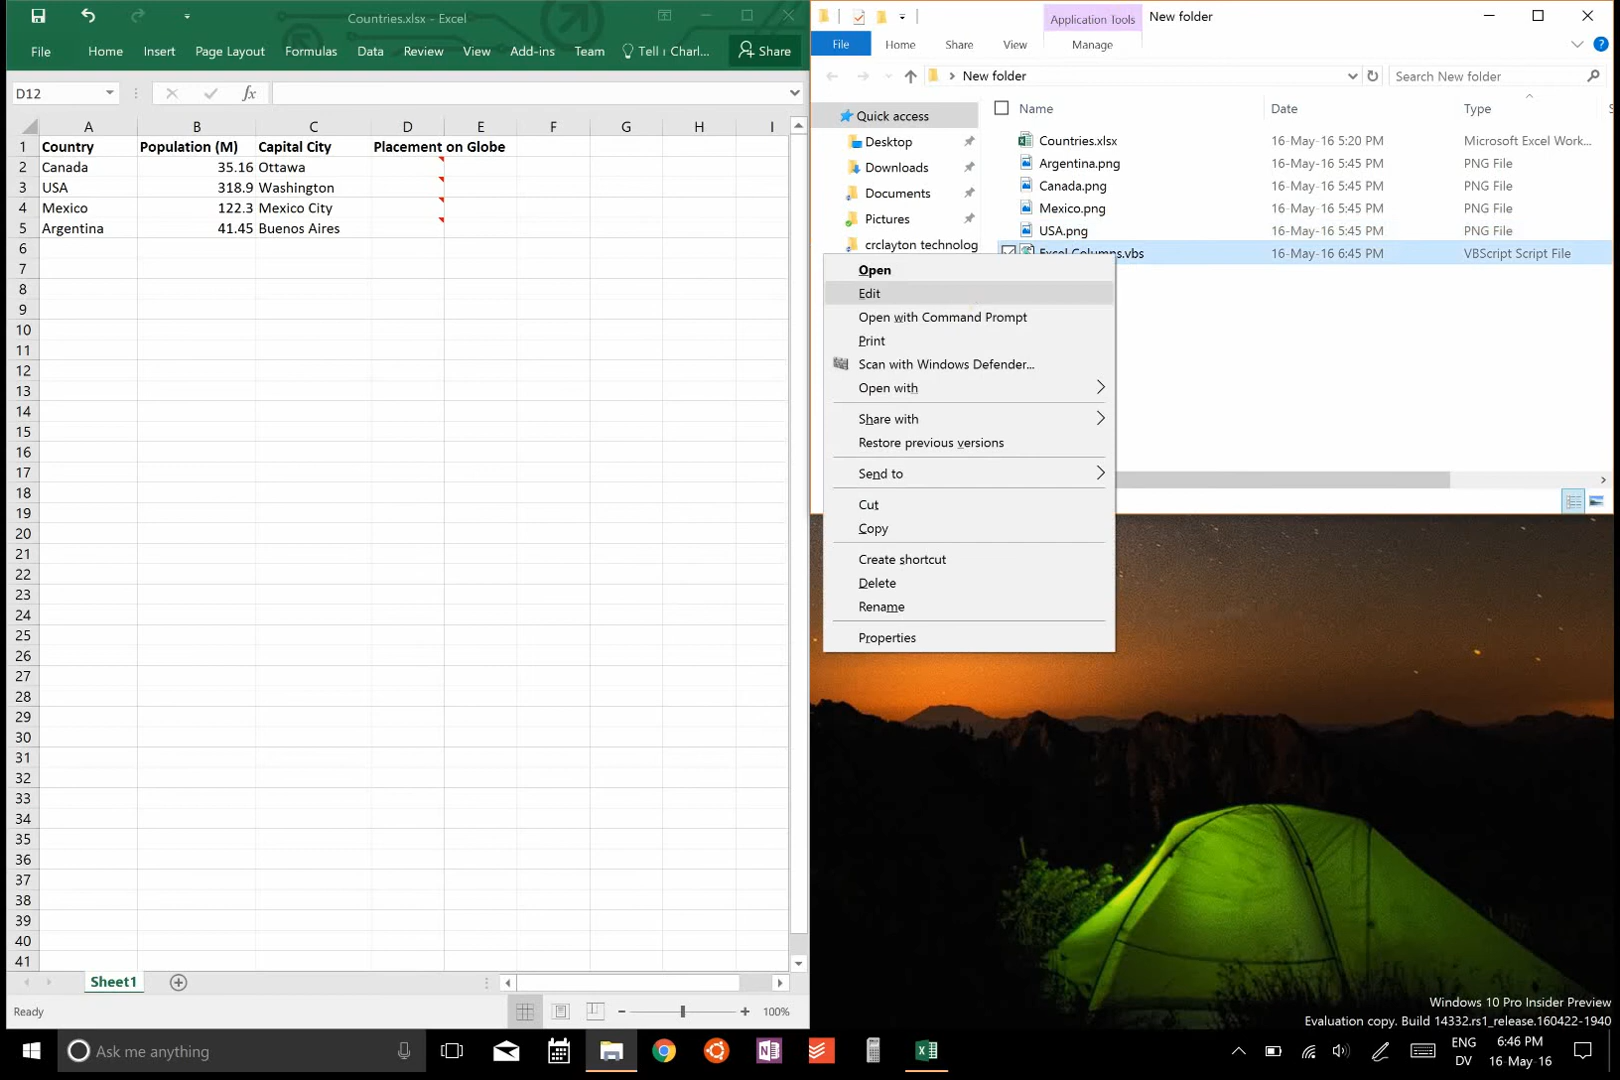 Countries.xlsx - Excel
File Home Insert Page Layout Formulas Data Review View Add-ins Team Tell i Charl... Share
D12 fx
A B C D E F G H I
1 Country Population (M) Capital City Placement on Globe
2 Canada 35.16 Ottawa
3 USA 318.9 Washington
4 Mexico 122.3 Mexico City
5 Argentina 41.45 Buenos Aires
6
7
8
9
10
11
12
13
14
15
16
17
18
19
20
21
22
23
24
25
26
27
28
29
30
31
32
33
34
35
36
37
38
39
40
41
Sheet1
Ready 100%
Application Tools New folder
File Home Share View Manage
New folder Search New folder
Quick access
Desktop
Downloads
Documents
Pictures
crclayton technolog
Name Date Type
Countries.xlsx 16-May-16 5:20 PM Microsoft Excel Work...
Argentina.png 16-May-16 5:45 PM PNG File
Canada.png 16-May-16 5:45 PM PNG File
Mexico.png 16-May-16 5:45 PM PNG File
USA.png 16-May-16 5:45 PM PNG File
Excel Columns.vbs 16-May-16 6:45 PM VBScript Script File
Open
Edit
Open with Command Prompt
Print
Scan with Windows Defender...
Open with
Share with
Restore previous versions
Send to
Cut
Copy
Create shortcut
Delete
Rename
Properties
Windows 10 Pro Insider Preview
Evaluation copy. Build 14332.rs1_release.160422-1940
Ask me anything
ENG 6:46 PM
DV 16-May-16